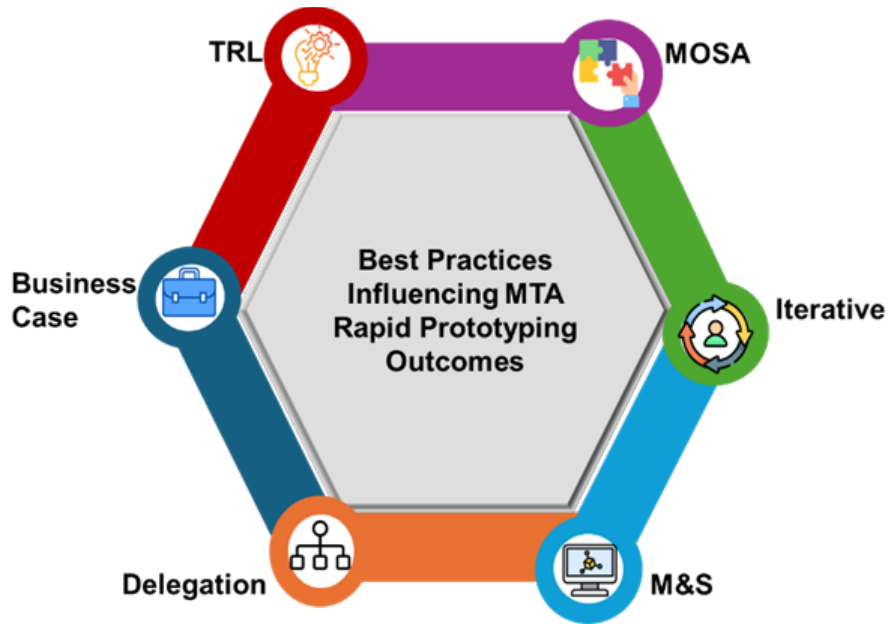 TRL
MOSA
Best Practices
Influencing MTA
Rapid Prototyping
Outcomes
Business
Case
Iterative
Delegation
M&S